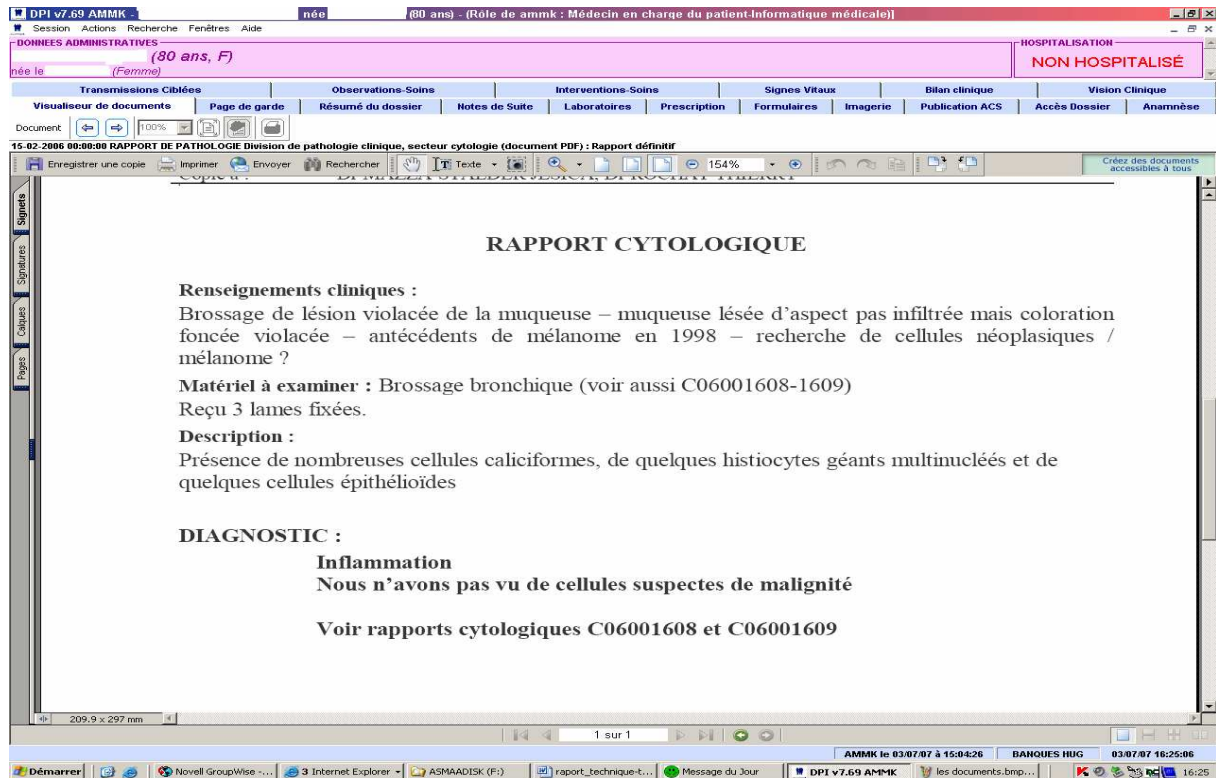 DPI v7.69 AMMK - née (80 ans) - (Rôle de ammk : Médecin en charge du patient-Informatique médicale)]
Session Actions Recherche Fenêtres Aide
DONNEES ADMINISTRATIVES
HOSPITALISATION
(80 ans, F)
NON HOSPITALISÉ
née le (Femme)
Transmissions Ciblées Observations-Soins Interventions-Soins Signes Vitaux Bilan clinique Vision Clinique
Visualiseur de documents Page de garde Résumé du dossier Notes de Suite Laboratoires Prescription Formulaires Imagerie Publication ACS Accès Dossier Anamnèse
Document 100%
15-02-2006 00:00:00 RAPPORT DE PATHOLOGIE Division de pathologie clinique, secteur cytologie (document PDF) : Rapport définitif
Enregistrer une copie Imprimer Envoyer Rechercher Texte 154% Créez des documents accessibles à tous
Signets
Signatures
Calques
Pages
RAPPORT CYTOLOGIQUE
Renseignements cliniques :
Brossage de lésion violacée de la muqueuse – muqueuse lésée d'aspect pas infiltrée mais coloration
foncée violacée – antécédents de mélanome en 1998 – recherche de cellules néoplasiques /
mélanome ?
Matériel à examiner : Brossage bronchique (voir aussi C06001608-1609)
Reçu 3 lames fixées.
Description :
Présence de nombreuses cellules caliciformes, de quelques histiocytes géants multinucléés et de
quelques cellules épithélioïdes
DIAGNOSTIC :
Inflammation
Nous n'avons pas vu de cellules suspectes de malignité
Voir rapports cytologiques C06001608 et C06001609
209.9 x 297 mm
1 sur 1
AMMK le 03/07/07 à 15:04:26 BANQUES HUG 03/07/07 16:25:06
Démarrer Novell GroupWise -... 3 Internet Explorer ASMAADISK (F:) raport_technique-t... Message du Jour DPI v7.69 AMMK les documents.bmp... 16:25